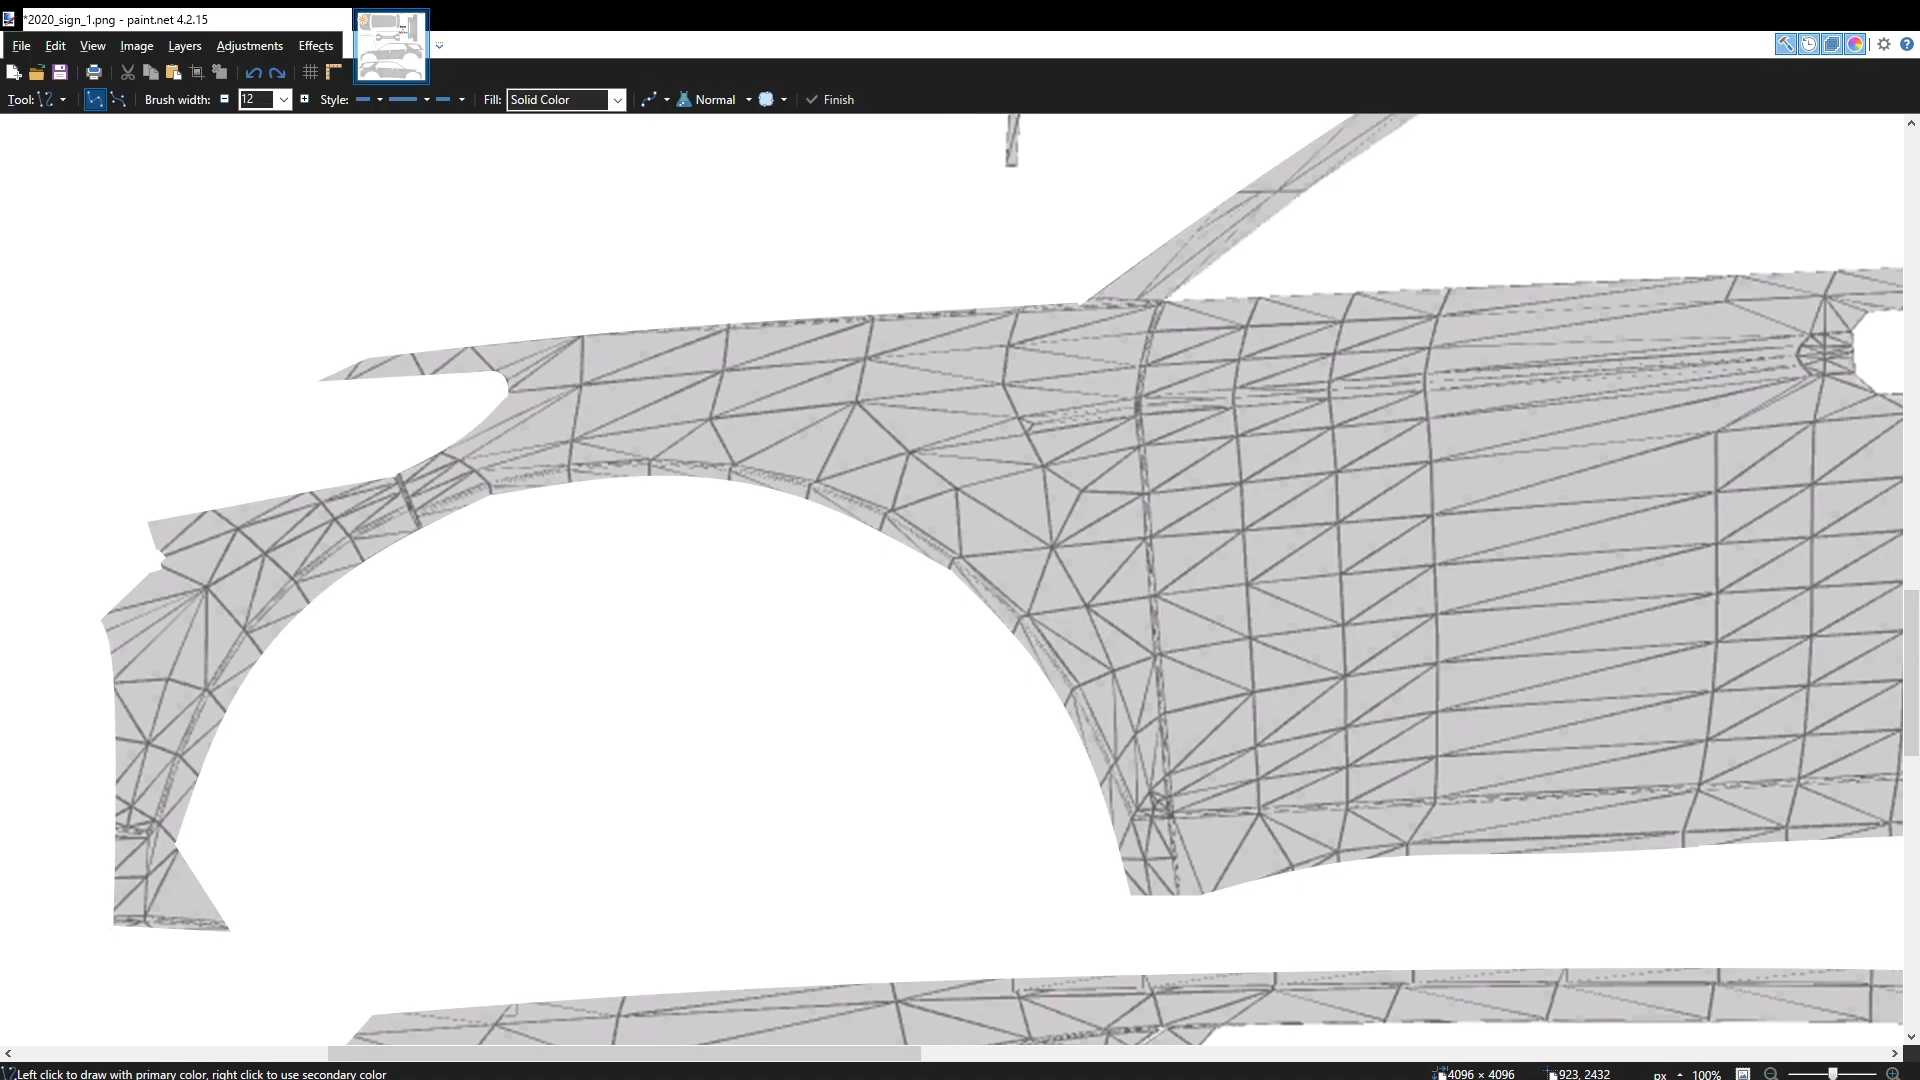 *2020_sign_1.png - paint.net 4.2.15
File Edit View Image Layers Adjustments Effects
Tool: Brush width: 12 Style: Fill: Solid Color Normal Finish
Left click to draw with primary color, right click to use secondary color 4096 × 4096 923, 2432 px 100%